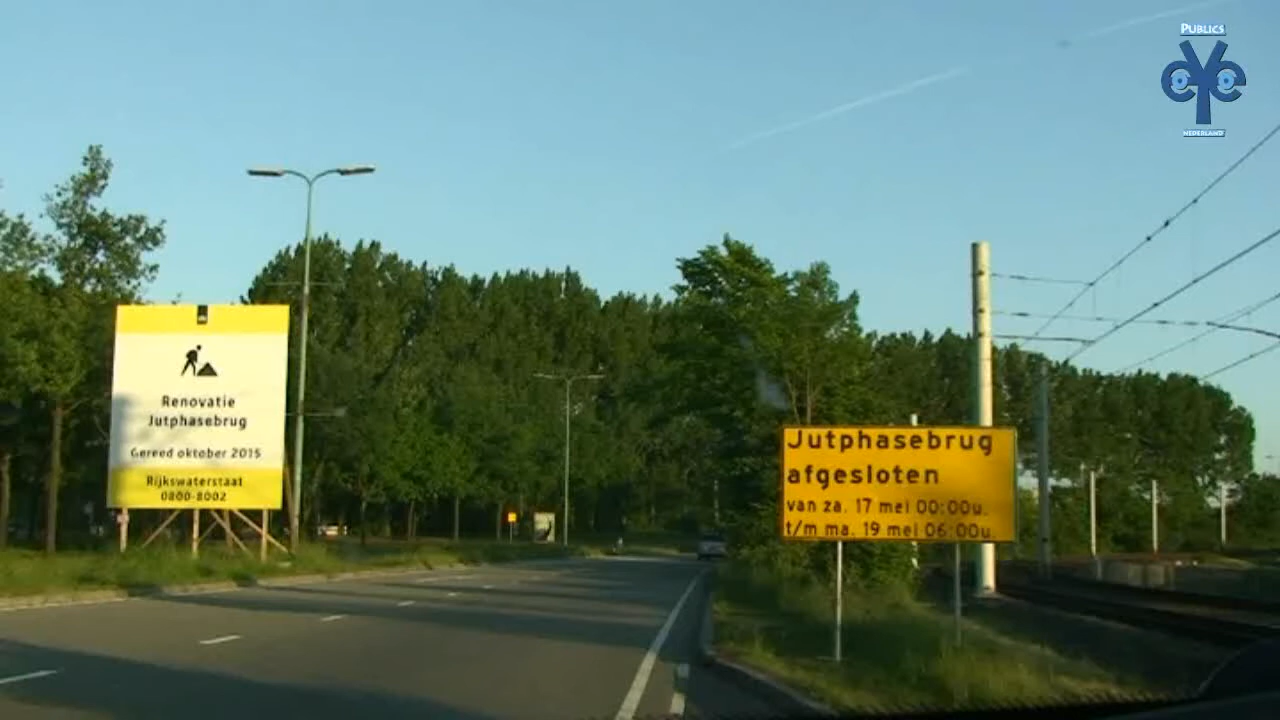 PUBLICS
eYe
NEDERLAND
Renovatie
Jutphasebrug
Gereed oktober 2015
Rijkswaterstaat
0800-8002
Jutphasebrug
afgesloten
van za. 17 mei 00:00u.
t/m ma. 19 mei 06:00u.